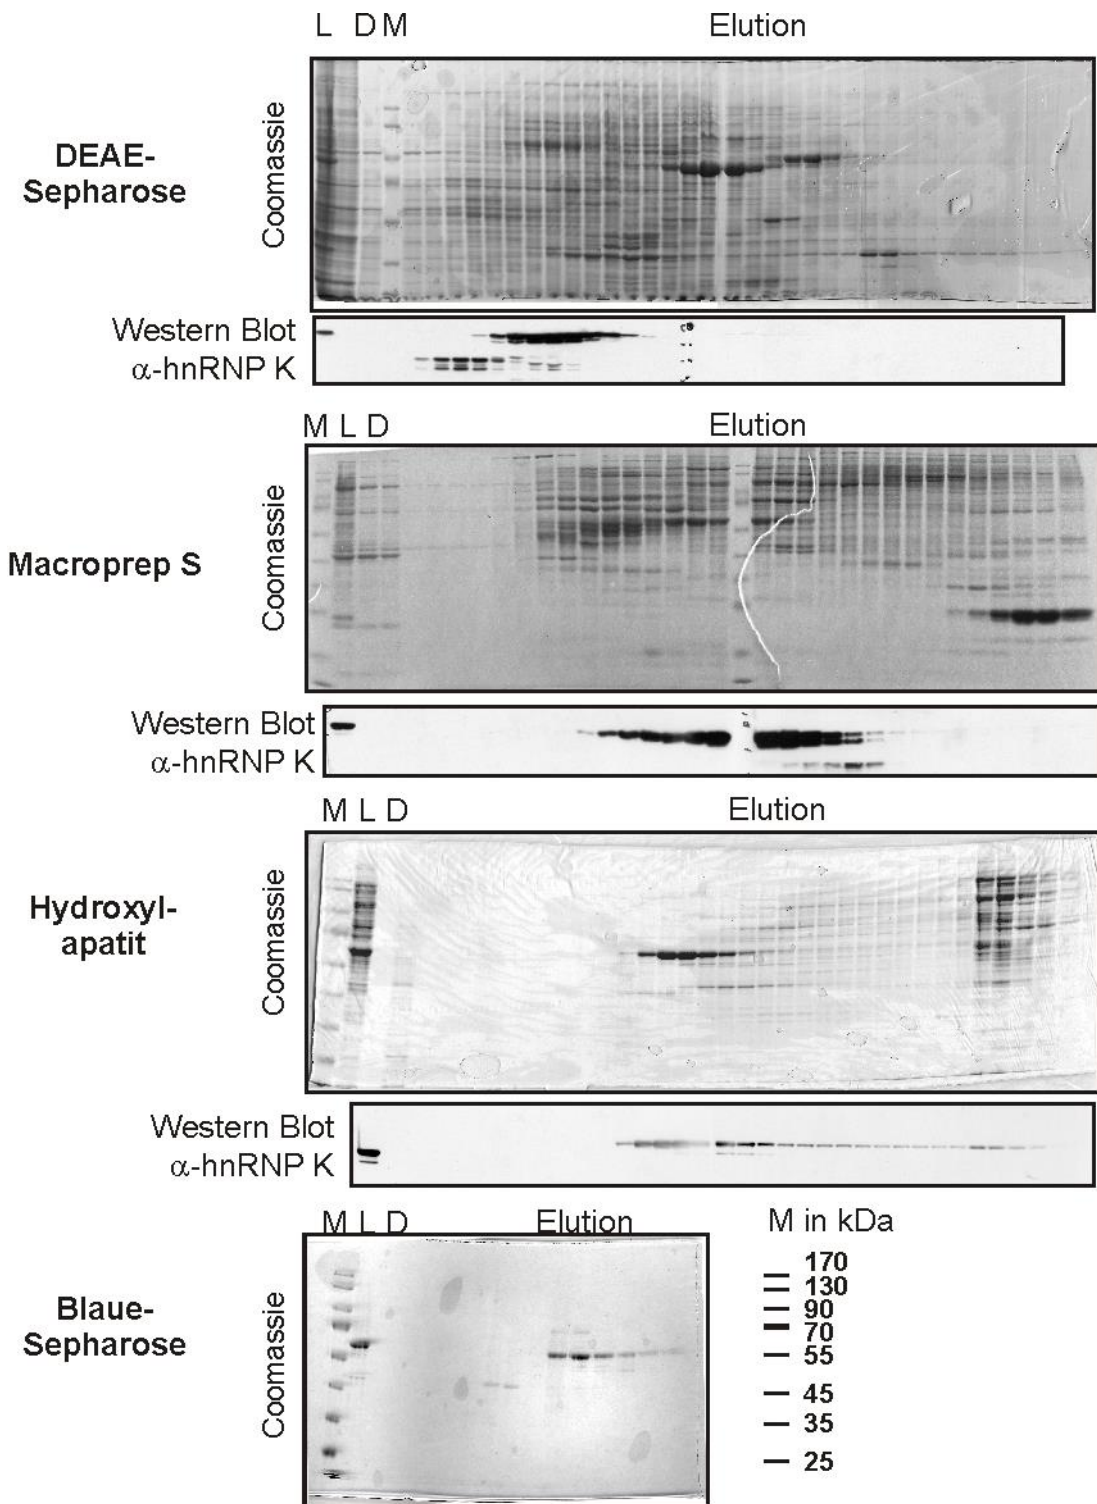 L D M Elution
DEAE-
Sepharose
Coomassie
Western Blot
α-hnRNP K
M L D Elution
Macroprep S
Coomassie
Western Blot
α-hnRNP K
M L D Elution
Hydroxyl-
apatit
Coomassie
Western Blot
α-hnRNP K
M L D Elution
Blaue-
Sepharose
Coomassie
M in kDa
170
130
90
70
55
45
35
25